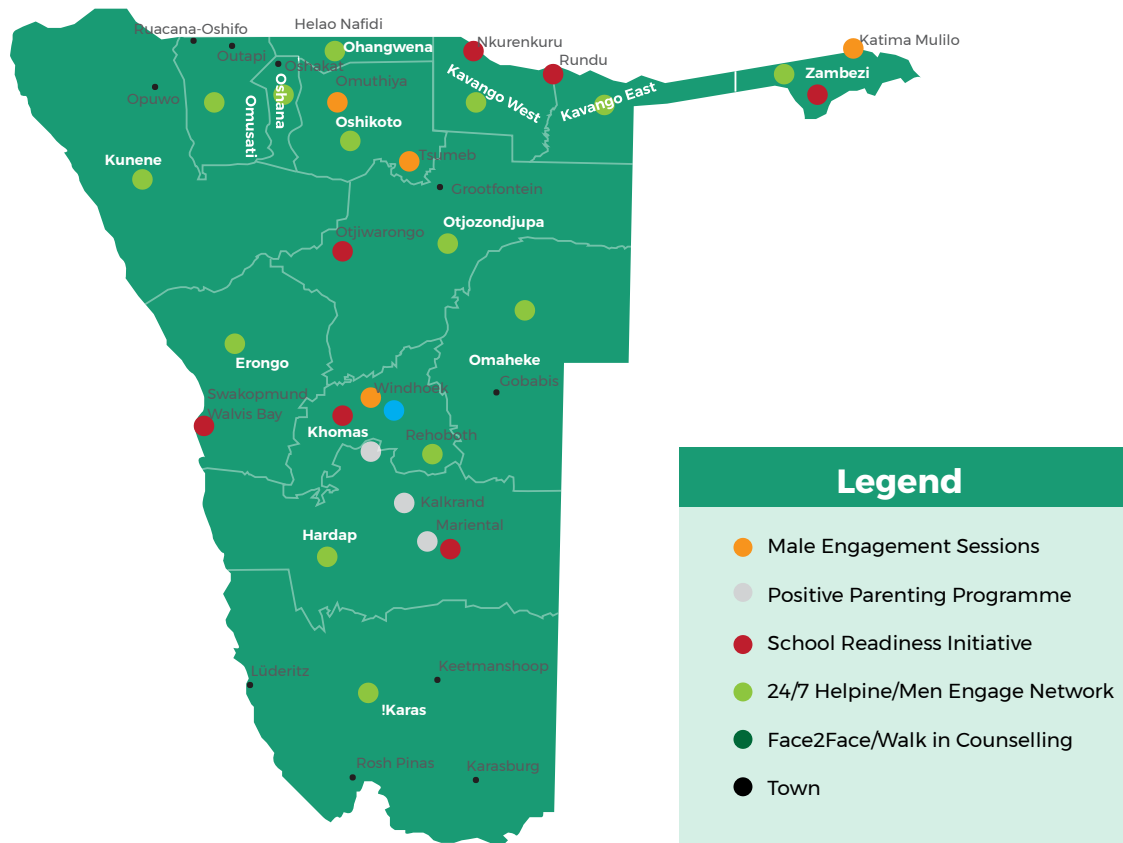 Helao Nafidi
Ruacana-Oshifo
Outapi
Ohangwena
Nkurenkuru
Katima Mulilo
Rundu
Oshakat
Zambezi
Omuthiya
Opuwo
Omusati
Oshana
Kavango West
Kavango East
Oshikoto
Tsumeb
Kunene
Grootfontein
Otjozondjupa
Otjiwarongo
Erongo
Omaheke
Gobabis
Windhoek
Swakopmund
Walvis Bay
Khomas
Rehoboth
Kalkrand
Mariental
Hardap
Lüderitz
Keetmanshoop
!Karas
Rosh Pinas
Karasburg
Legend
Male Engagement Sessions
Positive Parenting Programme
School Readiness Initiative
24/7 Helpine/Men Engage Network
Face2Face/Walk in Counselling
Town